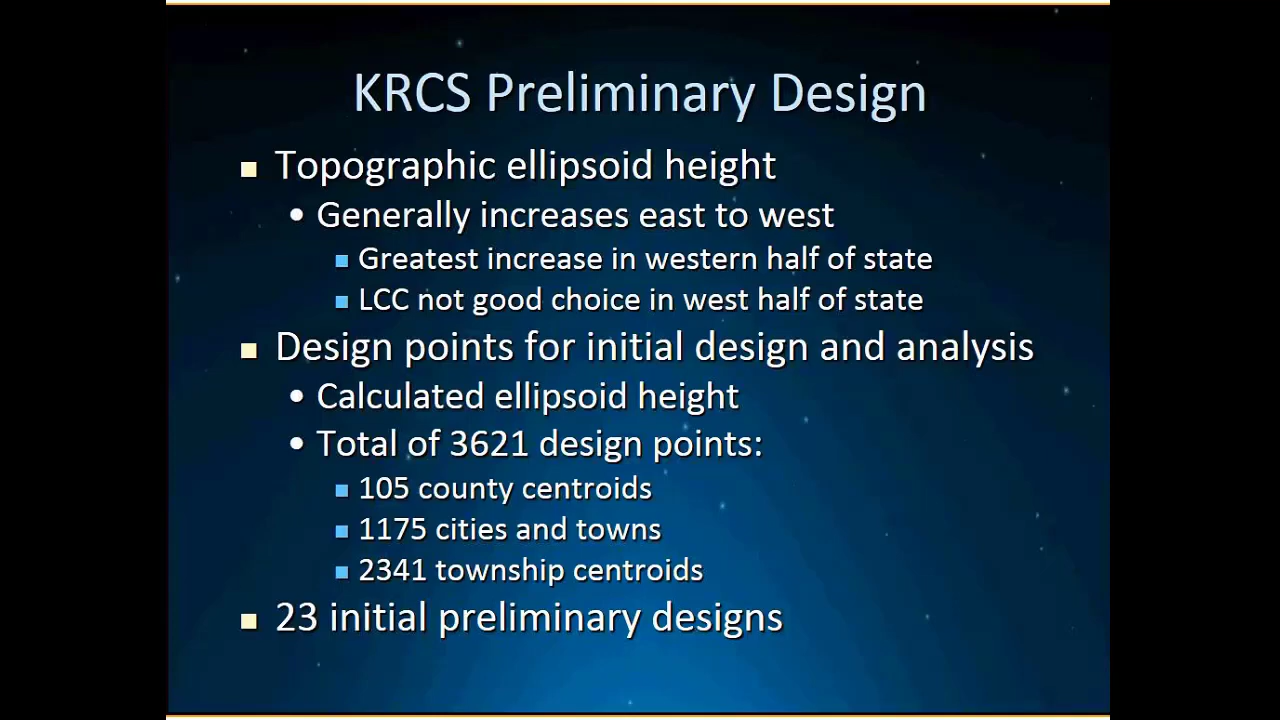 KRCS Preliminary Design
Topographic ellipsoid height
Generally increases east to west
Greatest increase in western half of state
LCC not good choice in west half of state
Design points for initial design and analysis
Calculated ellipsoid height
Total of 3621 design points:
105 county centroids
1175 cities and towns
2341 township centroids
23 initial preliminary designs